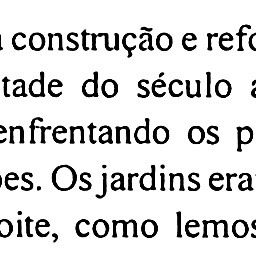 construção e refo
tade do século a
enfrentando os p
es. Os jardins era
oite, como lemos